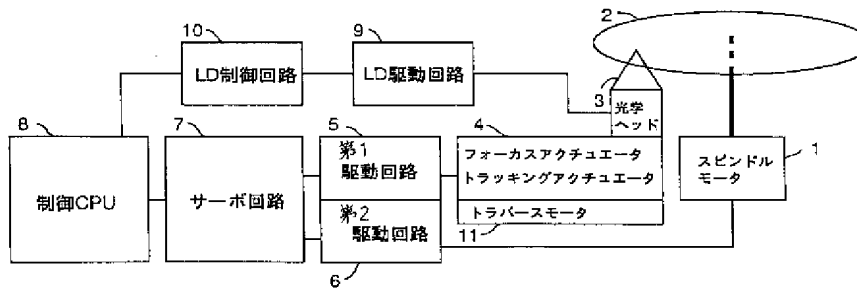 10
LD制御回路
9
LD駆動回路
2
3
光学
ヘッド
8
制御CPU
7
サーボ回路
5
第1
駆動回路
第2
駆動回路
6
4
フォーカスアクチュエータ
トラッキングアクチュエータ
トラバースモータ
11
スピンドル
モータ
1